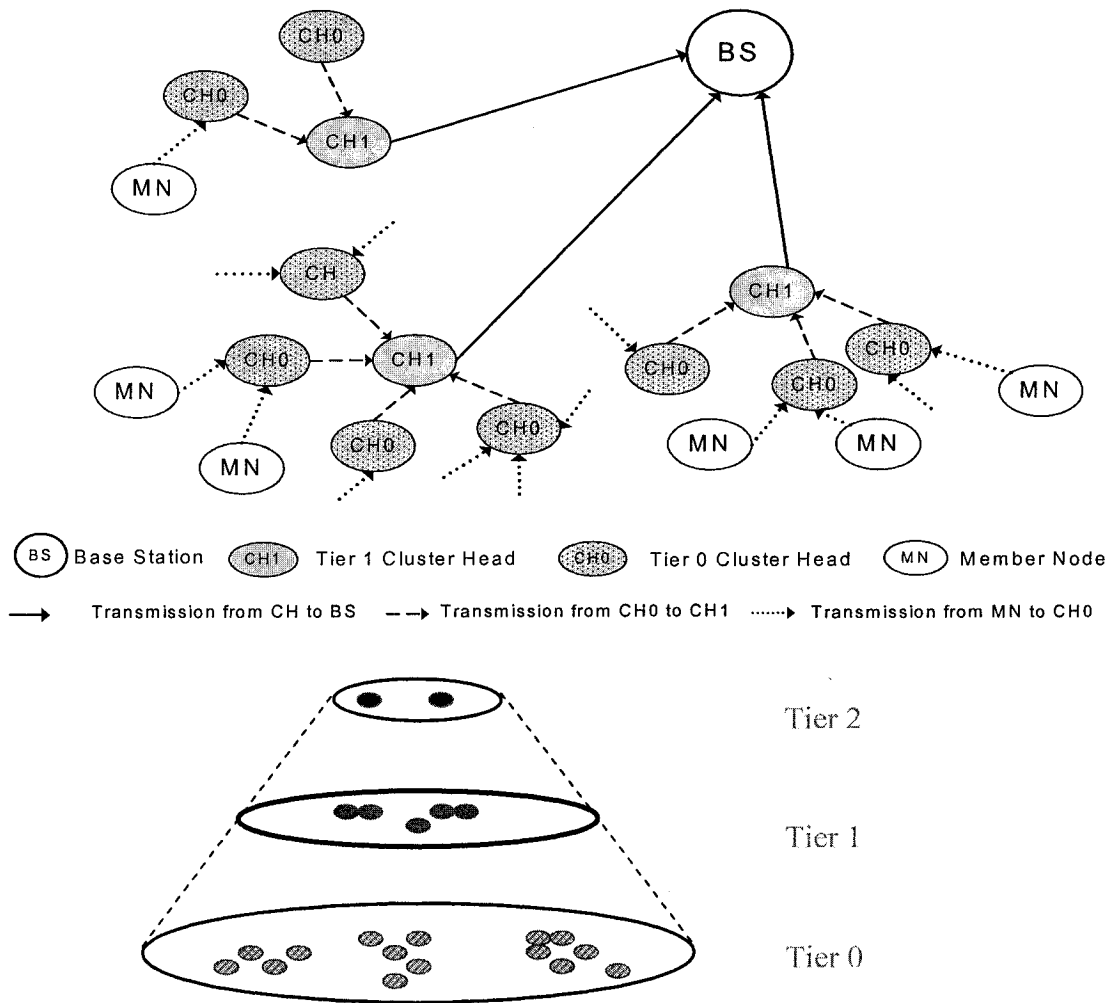 CH0
BS
CH0
CH1
MN
CH
CH1
CH0
CH1
CH0
CH0
CH0
MN
MN
CH0
CH0
MN
MN
MN
MN
BS Base Station CH1 Tier 1 Cluster Head CH0 Tier 0 Cluster Head MN Member Node
Transmission from CH to BS Transmission from CH0 to CH1 Transmission from MN to CH0
Tier 2
Tier 1
Tier 0